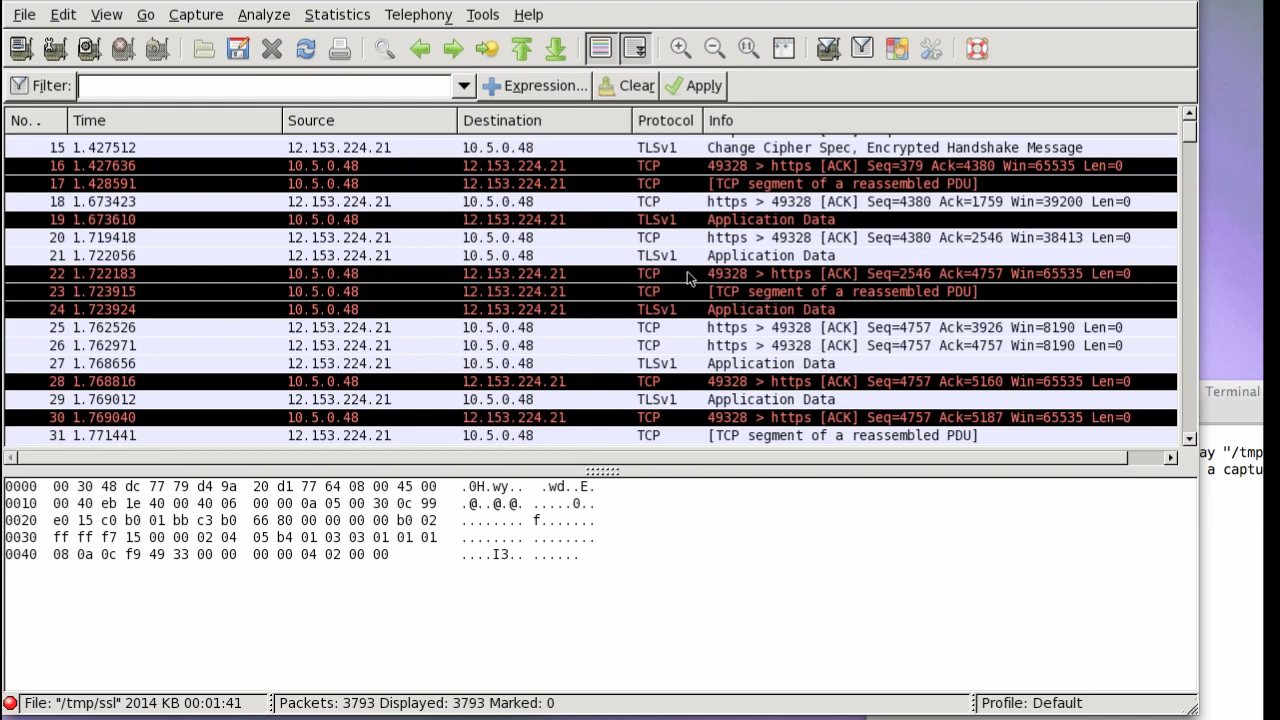 File Edit View Go Capture Analyze Statistics Telephony Tools Help
Filter: Expression... Clear Apply
No. . Time Source Destination Protocol Info
15 1.427512 12.153.224.21 10.5.0.48 TLSv1 Change Cipher Spec, Encrypted Handshake Message
16 1.427636 10.5.0.48 12.153.224.21 TCP 49328 > https [ACK] Seq=379 Ack=4380 Win=65535 Len=0
17 1.428591 10.5.0.48 12.153.224.21 TCP [TCP segment of a reassembled PDU]
18 1.673423 12.153.224.21 10.5.0.48 TCP https > 49328 [ACK] Seq=4380 Ack=1759 Win=39200 Len=0
19 1.673610 10.5.0.48 12.153.224.21 TLSv1 Application Data
20 1.719418 12.153.224.21 10.5.0.48 TCP https > 49328 [ACK] Seq=4380 Ack=2546 Win=38413 Len=0
21 1.722056 12.153.224.21 10.5.0.48 TLSv1 Application Data
22 1.722183 10.5.0.48 12.153.224.21 TCP 49328 > https [ACK] Seq=2546 Ack=4757 Win=65535 Len=0
23 1.723915 10.5.0.48 12.153.224.21 TCP [TCP segment of a reassembled PDU]
24 1.723924 10.5.0.48 12.153.224.21 TLSv1 Application Data
25 1.762526 12.153.224.21 10.5.0.48 TCP https > 49328 [ACK] Seq=4757 Ack=3926 Win=8190 Len=0
26 1.762971 12.153.224.21 10.5.0.48 TCP https > 49328 [ACK] Seq=4757 Ack=4757 Win=8190 Len=0
27 1.768656 12.153.224.21 10.5.0.48 TLSv1 Application Data
28 1.768816 10.5.0.48 12.153.224.21 TCP 49328 > https [ACK] Seq=4757 Ack=5160 Win=65535 Len=0
29 1.769012 12.153.224.21 10.5.0.48 TLSv1 Application Data
30 1.769040 10.5.0.48 12.153.224.21 TCP 49328 > https [ACK] Seq=4757 Ack=5187 Win=65535 Len=0
31 1.771441 12.153.224.21 10.5.0.48 TCP [TCP segment of a reassembled PDU]
0000 00 30 48 dc 77 79 d4 9a 20 d1 77 64 08 00 45 00 .0H.wy.. .wd..E.
0010 00 40 eb 1e 40 00 40 06 00 00 0a 05 00 30 0c 99 .@..@.@. .....0..
0020 e0 15 c0 b0 01 bb c3 b0 66 80 00 00 00 00 b0 02 ........ f.......
0030 ff ff f7 15 00 00 02 04 05 b4 01 03 03 01 01 01 ........ ........
0040 08 0a 0c f9 49 33 00 00 00 00 04 02 00 00 ....I3.. ......
File: "/tmp/ssl" 2014 KB 00:01:41 Packets: 3793 Displayed: 3793 Marked: 0 Profile: Default
Terminal
ay "/tmp
a captu